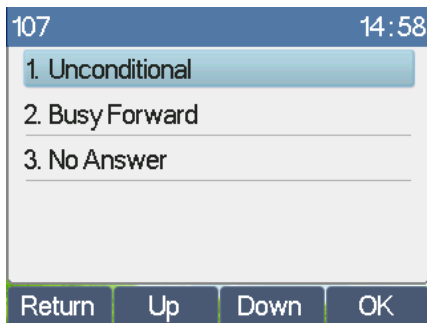 107 14:58
1. Unconditional
2. Busy Forward
3. No Answer
Return Up Down OK